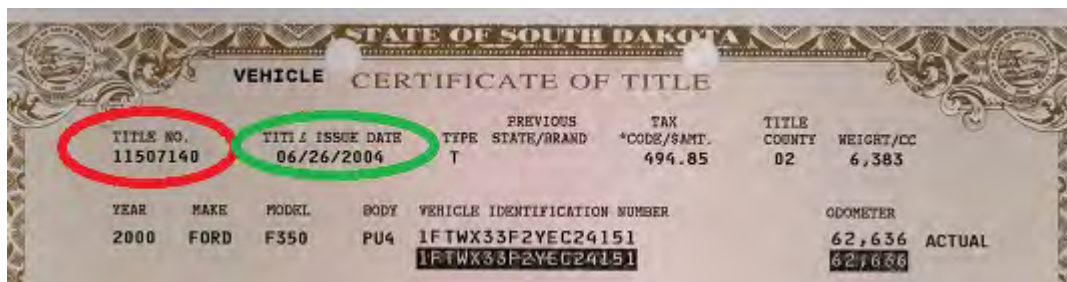 STATE OF SOUTH DAKOTA
VEHICLE CERTIFICATE OF TITLE
PREVIOUS TAX TITLE
TITLE NO. TITLE ISSUE DATE TYPE STATE/BRAND *CODE/$AMT. COUNTY WEIGHT/CC
11507140 06/26/2004 T 494.85 02 6,383
YEAR MAKE MODEL BODY VEHICLE IDENTIFICATION NUMBER ODOMETER
2000 FORD F350 PU4 1FTWX33F2YEC24151 62,636 ACTUAL
1FTWX33F2YEC24151 62,636